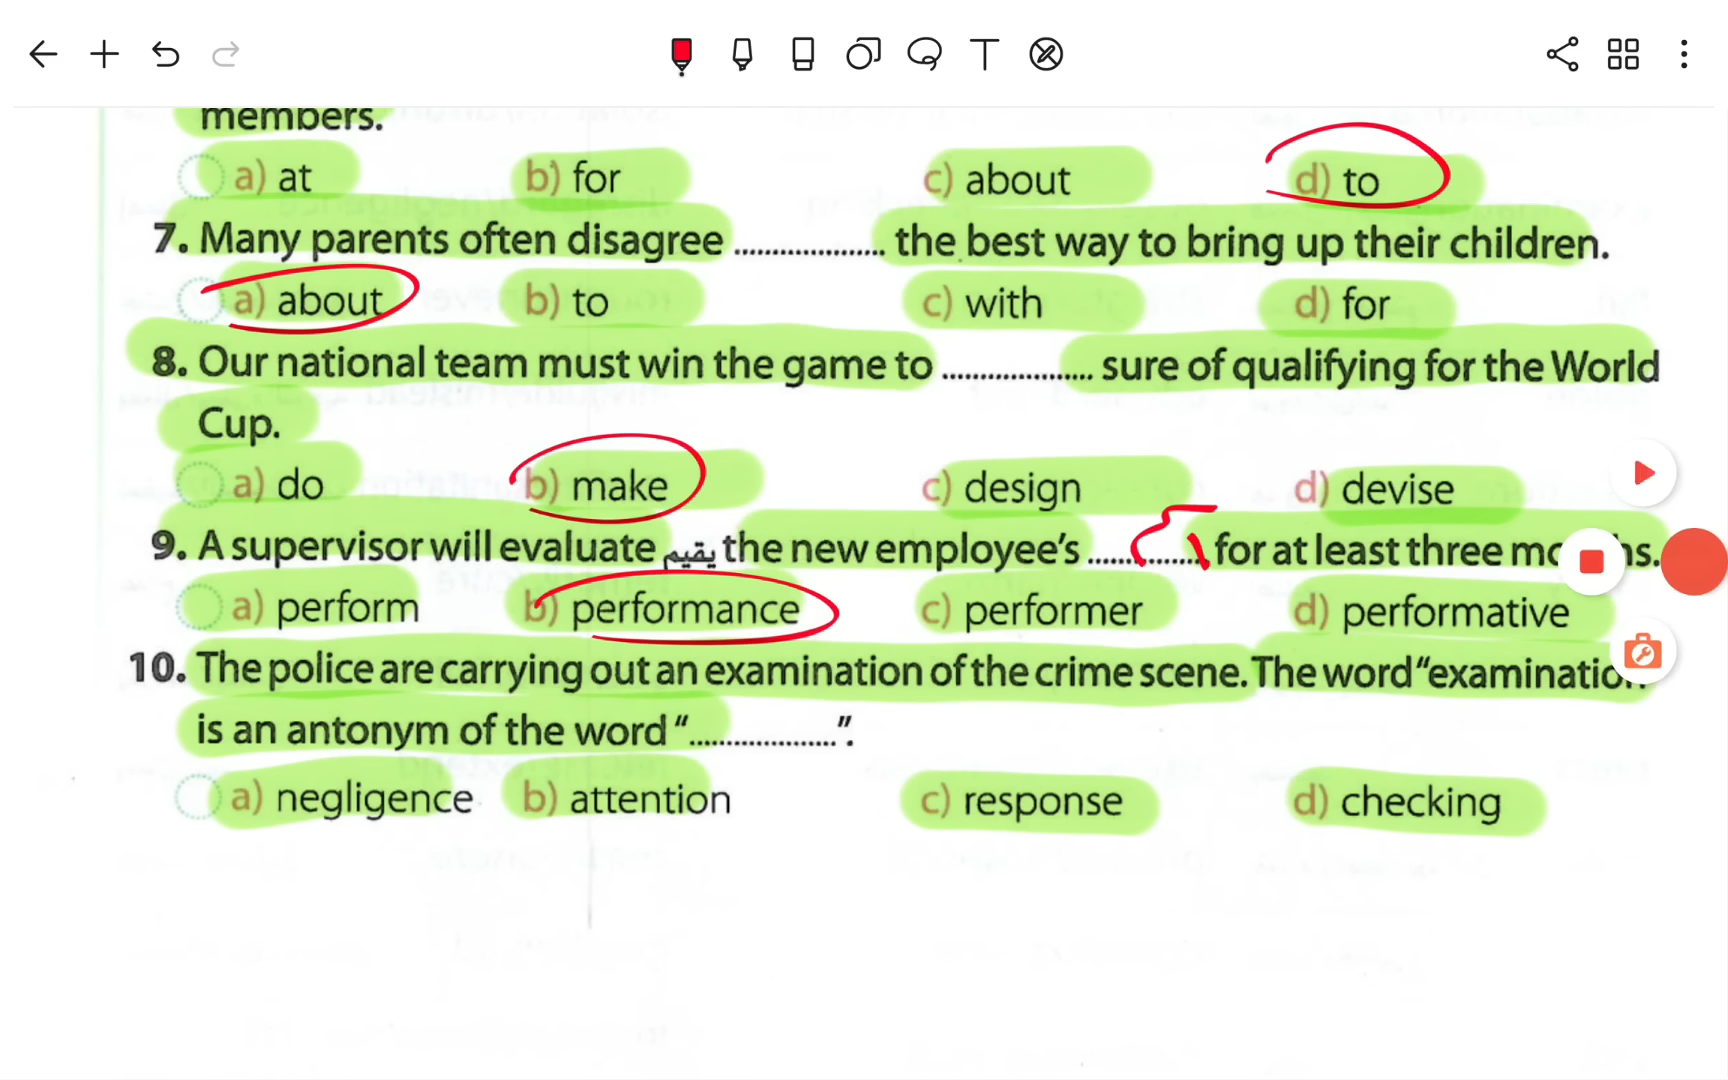 members.
a) at b) for c) about d) to
7. Many parents often disagree .................. the best way to bring up their children.
a) about b) to c) with d) for
8. Our national team must win the game to .................. sure of qualifying for the World
Cup.
a) do b) make c) design d) devise
9. A supervisor will evaluate يقيم the new employee's .................. for at least three
a) perform b) performance c) performer d) performative
10. The police are carrying out an examination of the crime scene. The word "examination
is an antonym of the word "..................".
a) negligence b) attention c) response d) checking